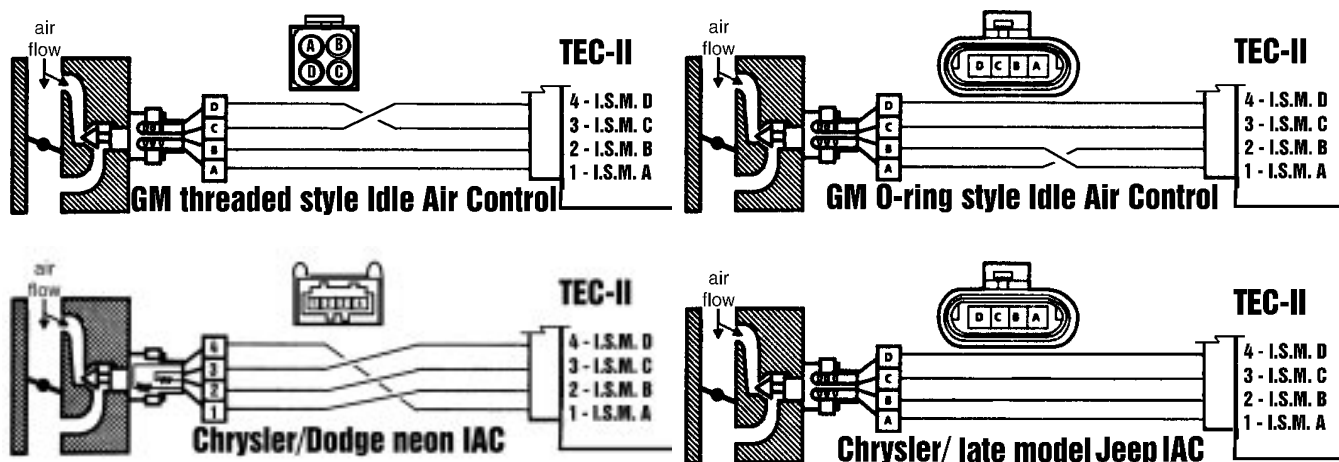 air
flow
A B
D C
TEC-II
D
C
B
A
4 - I.S.M. D
3 - I.S.M. C
2 - I.S.M. B
1 - I.S.M. A
GM threaded style Idle Air Control
air
flow
D C B A
TEC-II
D
C
B
A
4 - I.S.M. D
3 - I.S.M. C
2 - I.S.M. B
1 - I.S.M. A
GM O-ring style Idle Air Control
air
flow
TEC-II
4
3
2
1
4 - I.S.M. D
3 - I.S.M. C
2 - I.S.M. B
1 - I.S.M. A
Chrysler/Dodge neon IAC
air
flow
D C B A
TEC-II
D
C
B
A
4 - I.S.M. D
3 - I.S.M. C
2 - I.S.M. B
1 - I.S.M. A
Chrysler/ late model Jeep IAC